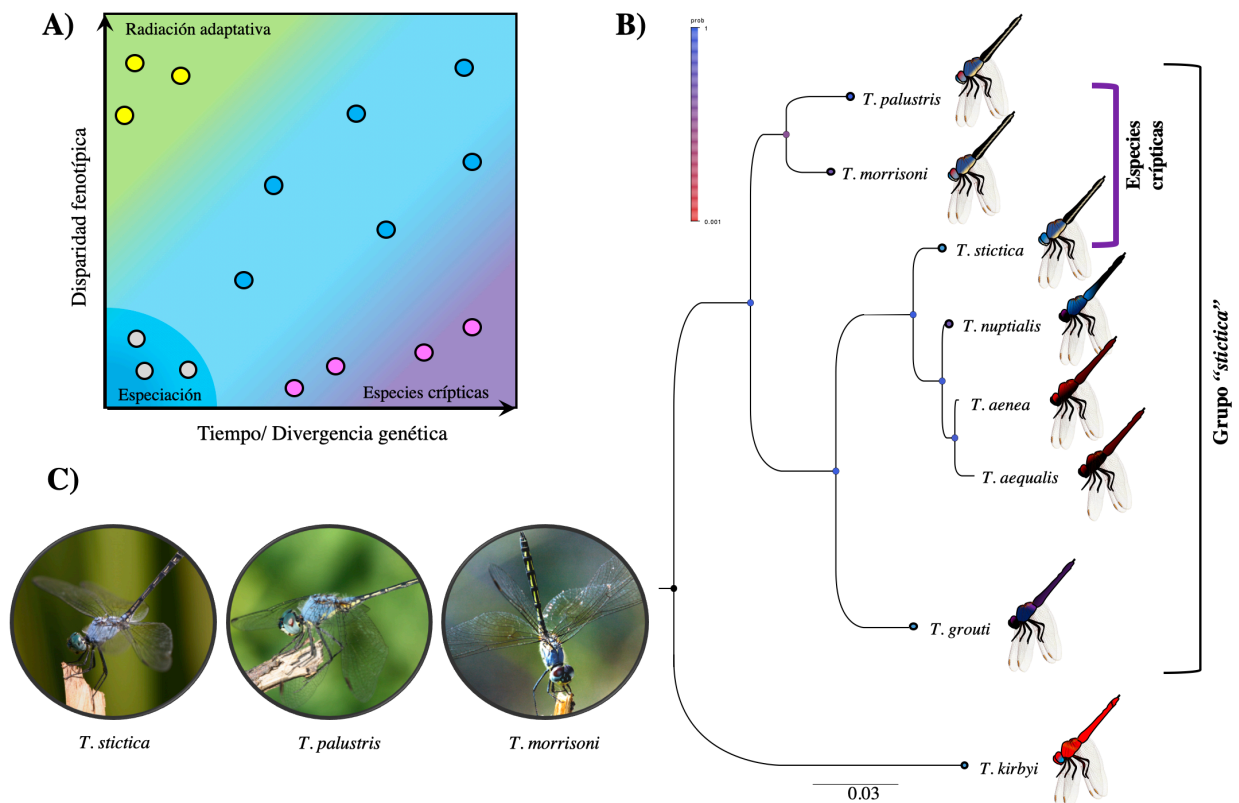 A)
Radiación adaptativa
Disparidad fenotípica
Especiación
Especies crípticas
Tiempo/ Divergencia genética
B)
prob
1
0.001
T. palustris
T. morrisoni
T. stictica
T. nuptialis
T. aenea
T. aequalis
T. grouti
T. kirbyi
0.03
Especies
crípticas
Grupo “stictica”
C)
T. stictica
T. palustris
T. morrisoni